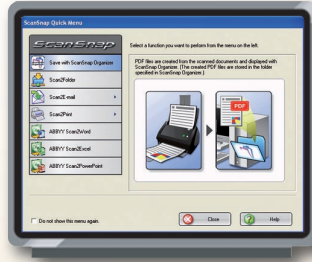 ScanSnap Quick Menu
ScanSnap
Save with ScanSnap Organizer
Scan2Folder
Scan2E-mail
Scan2Print
ABBYY Scan2Word
ABBYY Scan2Excel
ABBYY Scan2PowerPoint
Select a function you want to perform from the menu on the left.
PDF files are created from the scanned documents and displayed with
ScanSnap Organizer. (The created PDF files are stored in the folder
specified in ScanSnap Organizer.)
PDF
Do not show this menu again.
Close
Help